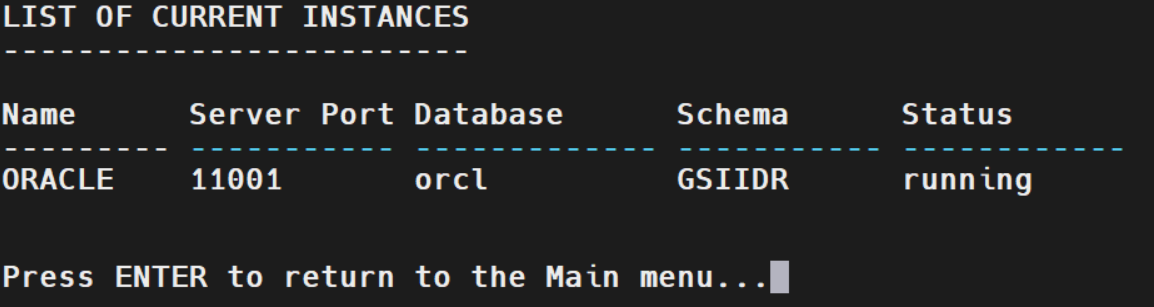 LIST OF CURRENT INSTANCES
-------------------------
Name Server Port Database Schema Status
--------- ----------- ------------- ----------- ------------
ORACLE 11001 orcl GSIIDR running
Press ENTER to return to the Main menu...